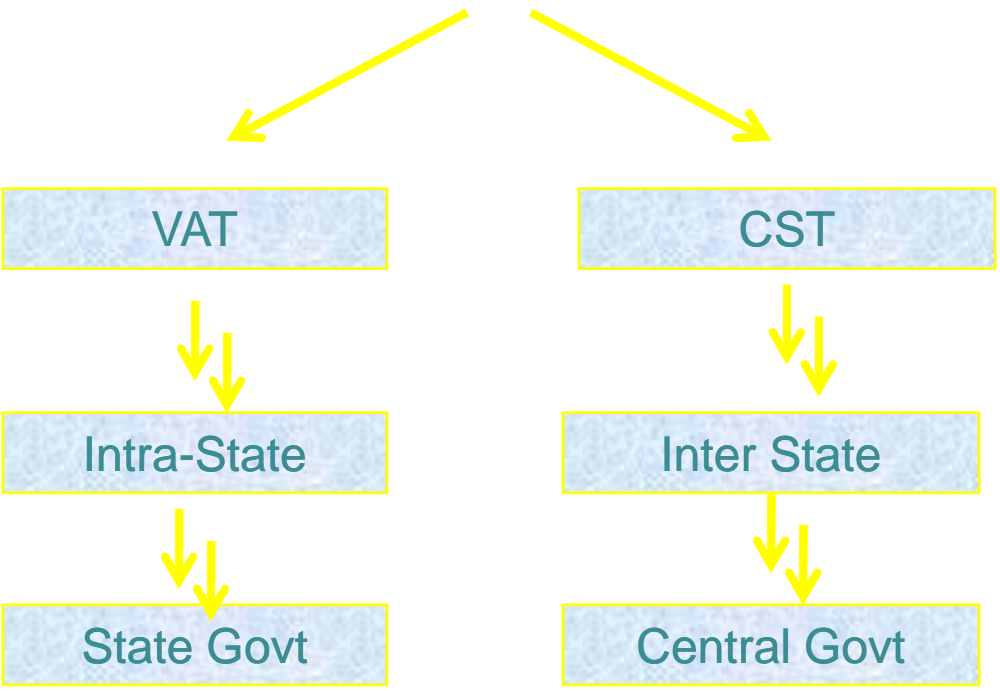 VAT
CST
Intra-State
Inter State
State Govt
Central Govt